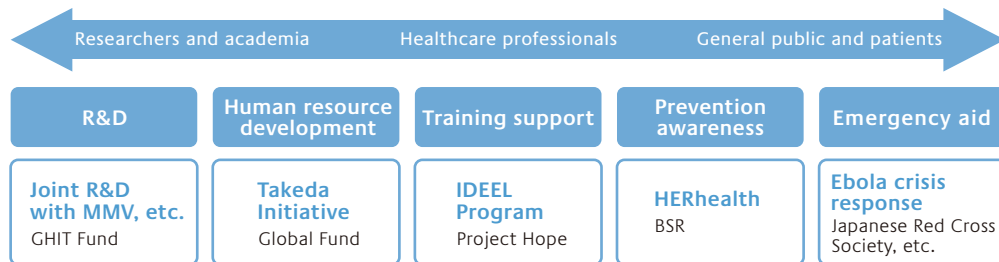 Researchers and academia
Healthcare professionals
General public and patients
R&D
Human resource
development
Training support
Prevention
awareness
Emergency aid
Joint R&D
with MMV, etc.
GHIT Fund
Takeda
Initiative
Global Fund
IDEEL
Program
Project Hope
HERhealth
BSR
Ebola crisis
response
Japanese Red Cross
Society, etc.